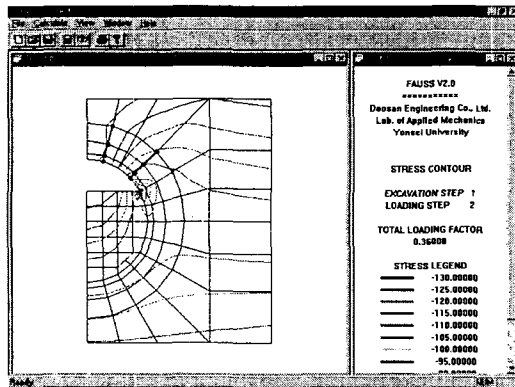 File Calculate View Window Help
FAUSS V2.0
===========
Daosan Engineering Co., Ltd.
Lab. of Applied Mechanics
Yonsei University
STRESS CONTOUR
EXCAVATION STEP 1
LOADING STEP 2
TOTAL LOADING FACTOR
0.36000
STRESS LEGEND
-130.00000
-125.00000
-120.00000
-115.00000
-110.00000
-105.00000
-100.00000
-95.00000
Ready